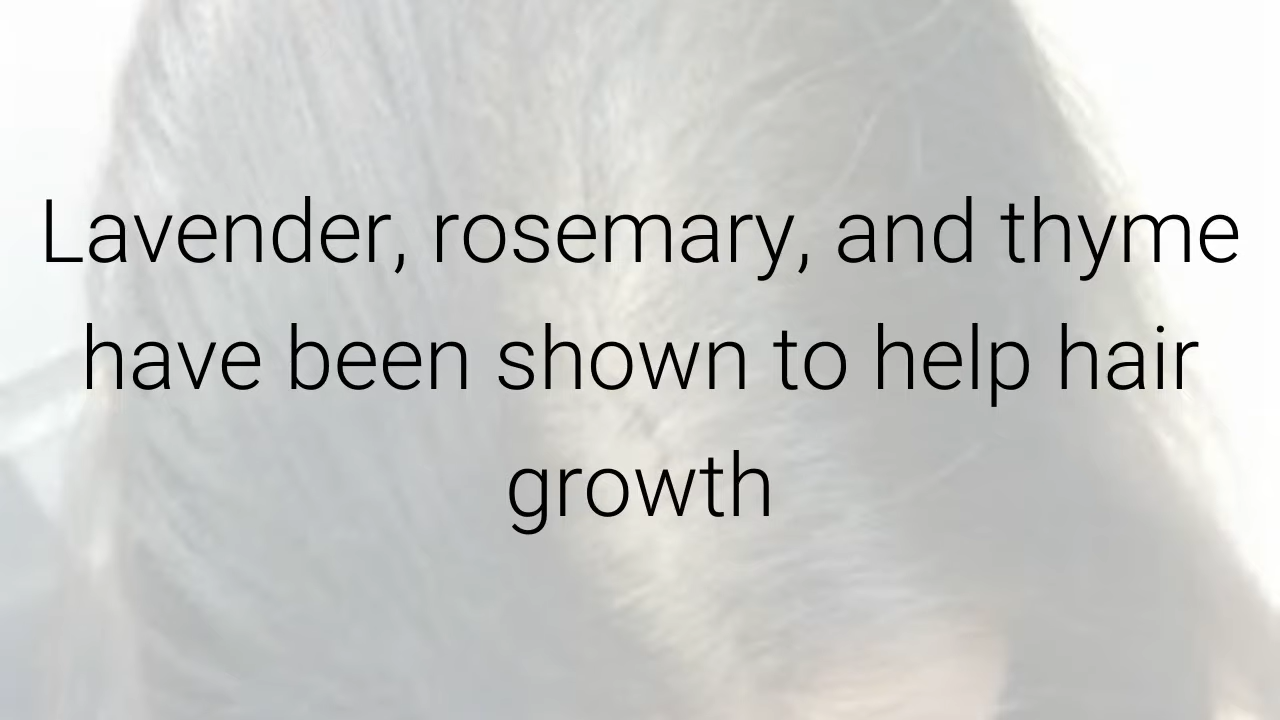 Lavender, rosemary, and thyme
have been shown to help hair
growth